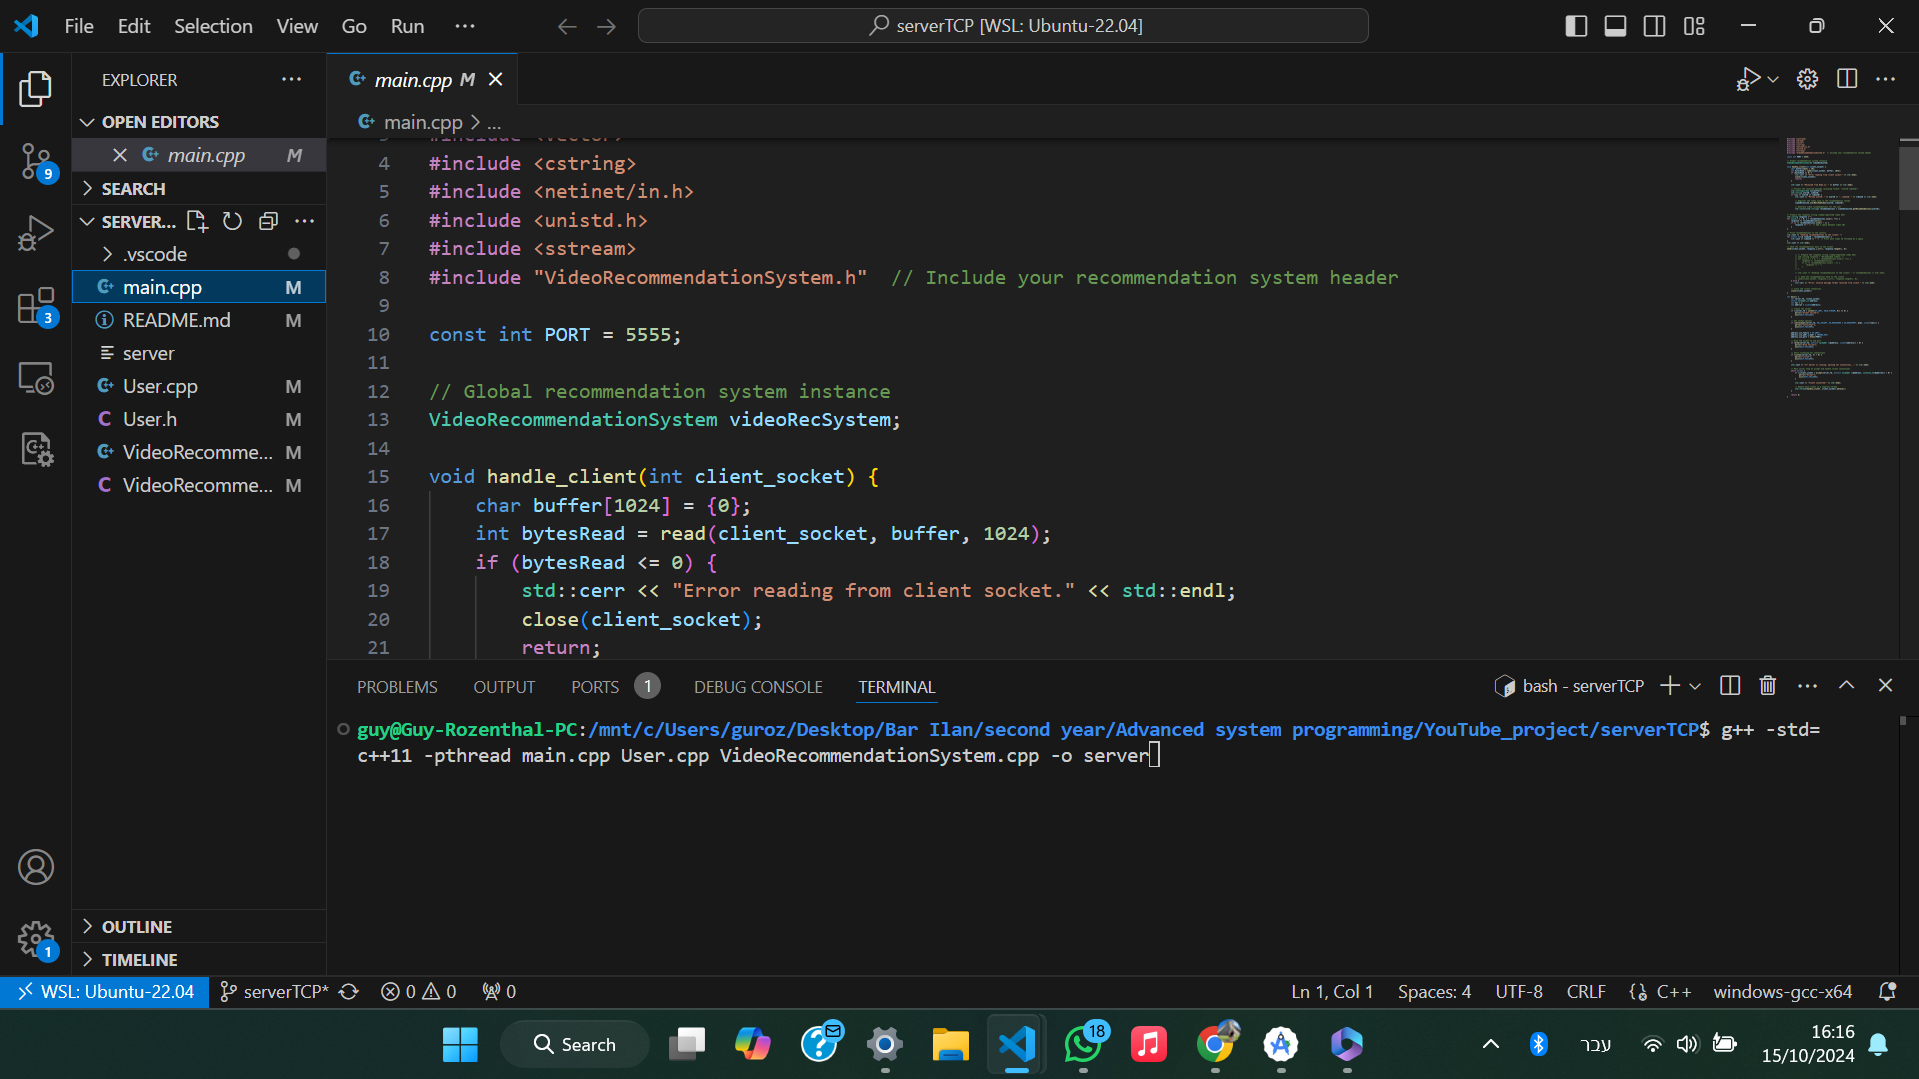 File Edit Selection View Go Run ···
serverTCP [WSL: Ubuntu-22.04]
EXPLORER
OPEN EDITORS
main.cpp M
SEARCH
SERVER...
.vscode
main.cpp M
README.md M
server
User.cpp M
User.h M
VideoRecomme... M
VideoRecomme... M
OUTLINE
TIMELINE
9
3
1
main.cpp M
main.cpp > ...
3 #include <vector>
4 #include <cstring>
5 #include <netinet/in.h>
6 #include <unistd.h>
7 #include <sstream>
8 #include "VideoRecommendationSystem.h"  // Include your recommendation system header
9
10 const int PORT = 5555;
11
12 // Global recommendation system instance
13 VideoRecommendationSystem videoRecSystem;
14
15 void handle_client(int client_socket) {
16     char buffer[1024] = {0};
17     int bytesRead = read(client_socket, buffer, 1024);
18     if (bytesRead <= 0) {
19         std::cerr << "Error reading from client socket." << std::endl;
20         close(client_socket);
21         return;
PROBLEMS OUTPUT PORTS 1 DEBUG CONSOLE TERMINAL
bash - serverTCP
guy@Guy-Rozenthal-PC:/mnt/c/Users/guroz/Desktop/Bar Ilan/second year/Advanced system programming/YouTube_project/serverTCP$ g++ -std=
c++11 -pthread main.cpp User.cpp VideoRecommendationSystem.cpp -o server
WSL: Ubuntu-22.04 serverTCP* 0 0 0
Ln 1, Col 1 Spaces: 4 UTF-8 CRLF C++ windows-gcc-x64
Search
18
עבר
16:16
15/10/2024